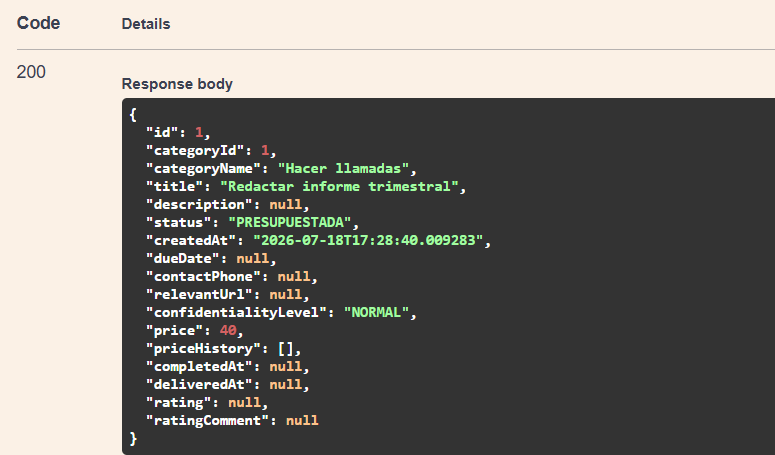 Code Details
200
Response body
{
"id": 1,
"categoryId": 1,
"categoryName": "Hacer llamadas",
"title": "Redactar informe trimestral",
"description": null,
"status": "PRESUPUESTADA",
"createdAt": "2026-07-18T17:28:40.009283",
"dueDate": null,
"contactPhone": null,
"relevantUrl": null,
"confidentialityLevel": "NORMAL",
"price": 40,
"priceHistory": [],
"completedAt": null,
"deliveredAt": null,
"rating": null,
"ratingComment": null
}